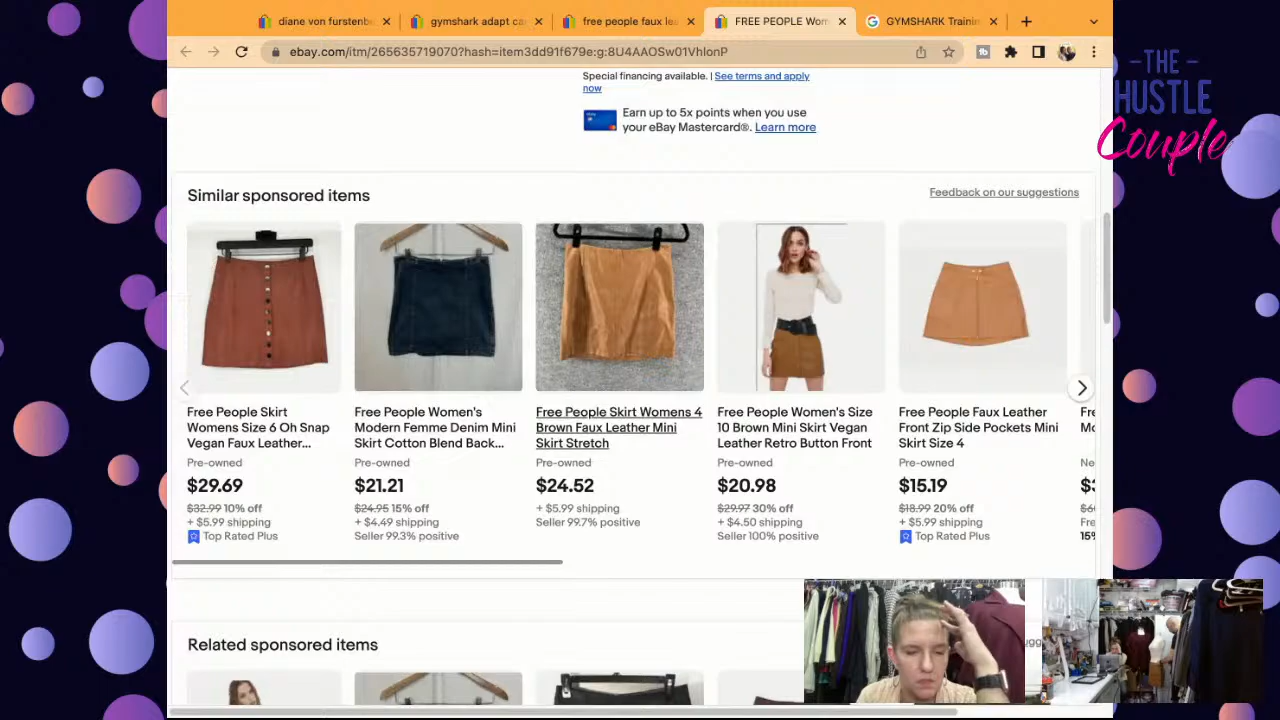 diane von furstenbe
gymshark adapt ca
free people faux lea
FREE PEOPLE Wom
GYMSHARK Trainin
ebay.com/itm/265635719070?hash=item3dd91f679e:g:8U4AAOSw01VhIonP
THE
HUSTLE
Couple
Special financing available. | See terms and apply
now
Earn up to 5x points when you use
your eBay Mastercard®. Learn more
Similar sponsored items
Feedback on our suggestions
Free People Skirt
Womens Size 6 Oh Snap
Vegan Faux Leather...
Pre-owned
$29.69
$32.99 10% off
+ $5.99 shipping
Top Rated Plus
Free People Women's
Modern Femme Denim Mini
Skirt Cotton Blend Back...
Pre-owned
$21.21
$24.95 15% off
+ $4.49 shipping
Seller 99.3% positive
Free People Skirt Womens 4
Brown Faux Leather Mini
Skirt Stretch
Pre-owned
$24.52
+ $5.99 shipping
Seller 99.7% positive
Free People Women's Size
10 Brown Mini Skirt Vegan
Leather Retro Button Front
Pre-owned
$20.98
$29.97 30% off
+ $4.50 shipping
Seller 100% positive
Free People Faux Leather
Front Zip Side Pockets Mini
Skirt Size 4
Pre-owned
$15.19
$18.99 20% off
+ $5.99 shipping
Top Rated Plus
Fre
Mo
Ne
Fre
15%
Related sponsored items